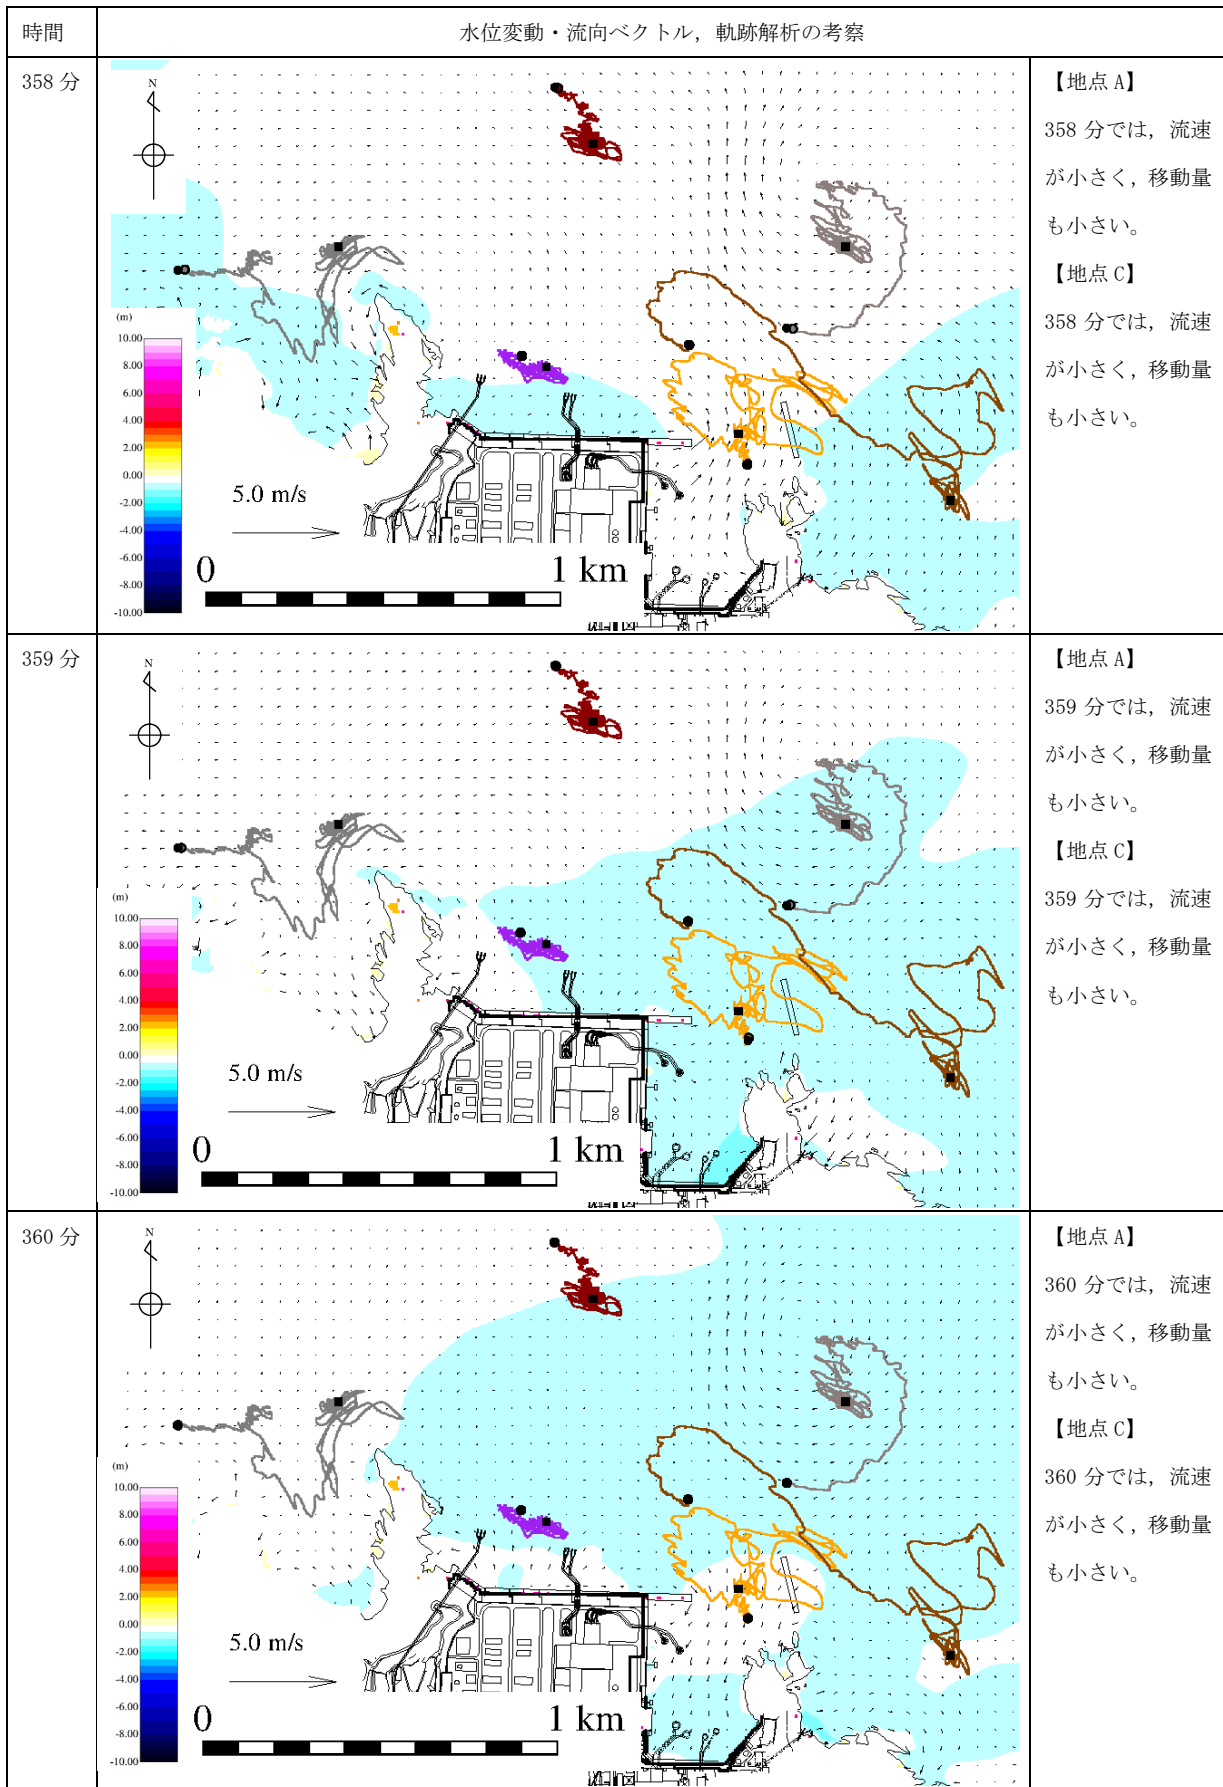 時間
水位変動・流向ベクトル，軌跡解析の考察
358 分
N
(m)
10.00
8.00
6.00
4.00
2.00
0.00
-2.00
-4.00
-6.00
-8.00
-10.00
5.0 m/s
0
1 km
【地点 A】
358 分では，流速
が小さく，移動量
も小さい。
【地点 C】
358 分では，流速
が小さく，移動量
も小さい。
359 分
N
(m)
10.00
8.00
6.00
4.00
2.00
0.00
-2.00
-4.00
-6.00
-8.00
-10.00
5.0 m/s
0
1 km
【地点 A】
359 分では，流速
が小さく，移動量
も小さい。
【地点 C】
359 分では，流速
が小さく，移動量
も小さい。
360 分
N
(m)
10.00
8.00
6.00
4.00
2.00
0.00
-2.00
-4.00
-6.00
-8.00
-10.00
5.0 m/s
0
1 km
【地点 A】
360 分では，流速
が小さく，移動量
も小さい。
【地点 C】
360 分では，流速
が小さく，移動量
も小さい。